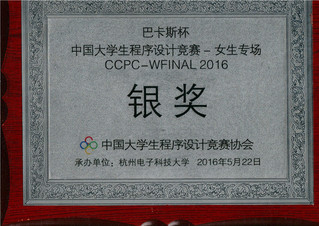 巴卡斯杯
中国大学生程序设计竞赛－女生专场
CCPC-WFINAL 2016
银奖
中国大学生程序设计竞赛协会
承办单位：杭州电子科技大学 2016年5月22日